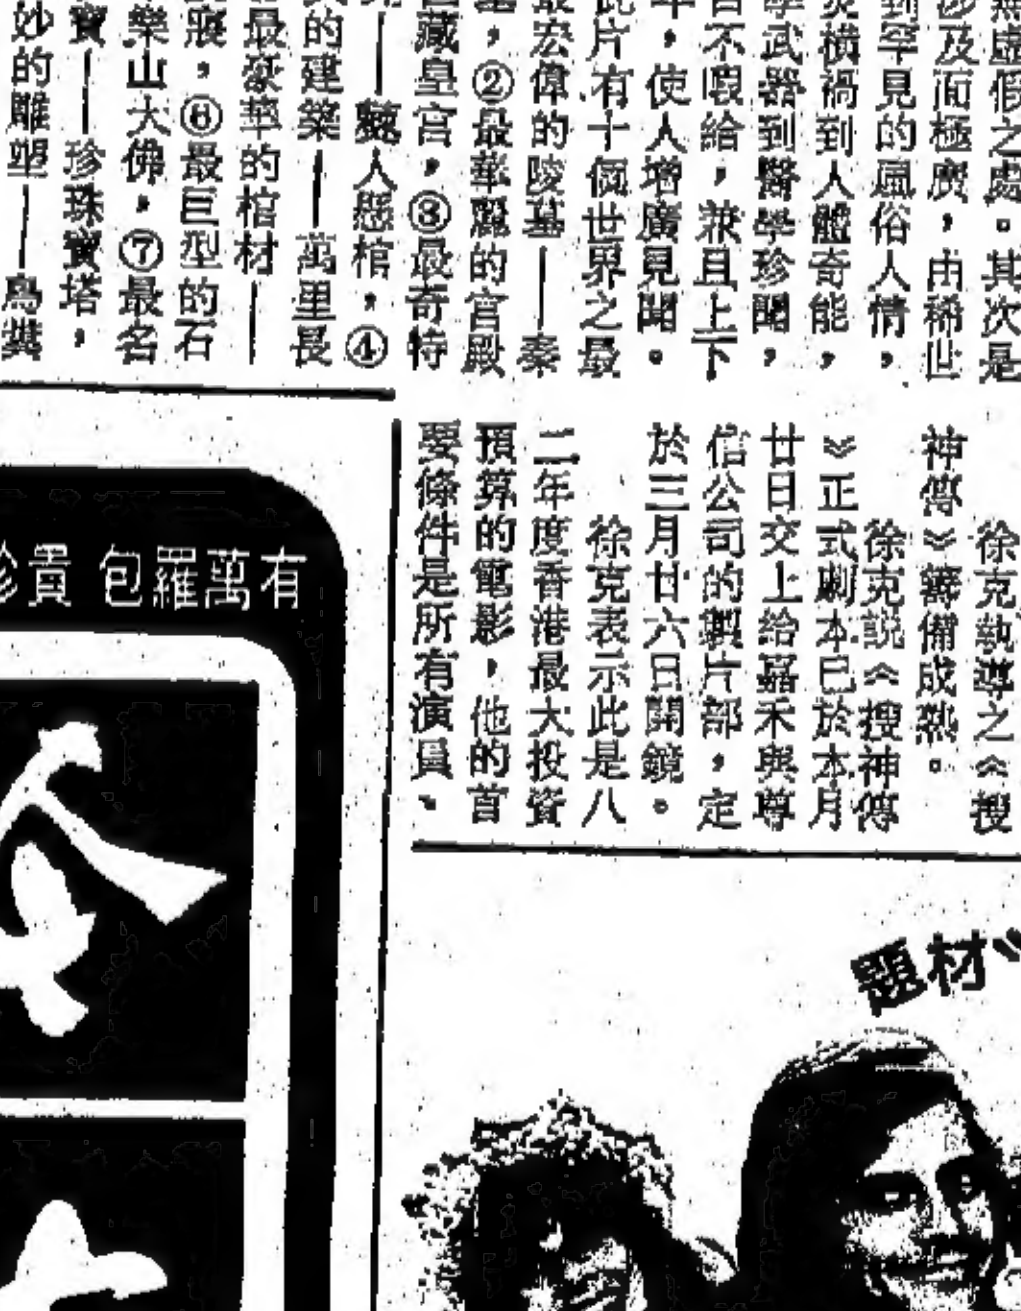 無虛假之處。其次是
涉及面極廣，由稀世
到罕見的風俗人情，
災橫禍到人體奇能，
學武器到醫學珍聞，
目不暇給，兼且上下
年，使人增廣見聞。
此片有十個世界之最
最宏偉的陵墓——秦
，②最華麗的宮殿
藏皇宮，③最奇特
人懸棺，④
的建築——萬里長
最豪華的棺材——
，⑥最巨型的石
樂山大佛，⑦最名
寶——珍珠寶塔，
妙的雕塑——鳥獎
徐克執導之《搜
神傳》籌備成熟。
徐克說《搜神傳
》正式劇本已於本月
廿日交上給嘉禾與尊
信公司的製片部，定
於三月廿六日開鏡。
徐克表示此是八
二年度香港最大投資
預算的電影，他的首
要條件是所有演員、
有萬羅包 貴珍
題材》